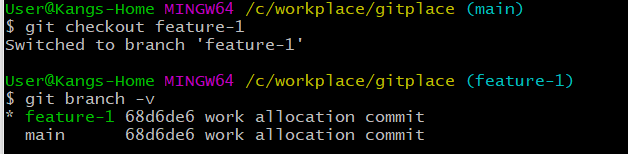 User@Kangs-Home MINGW64 /c/workplace/gitplace (main)
$ git checkout feature-1
Switched to branch 'feature-1'
User@Kangs-Home MINGW64 /c/workplace/gitplace (feature-1)
$ git branch -v
* feature-1 68d6de6 work allocation commit
  main      68d6de6 work allocation commit